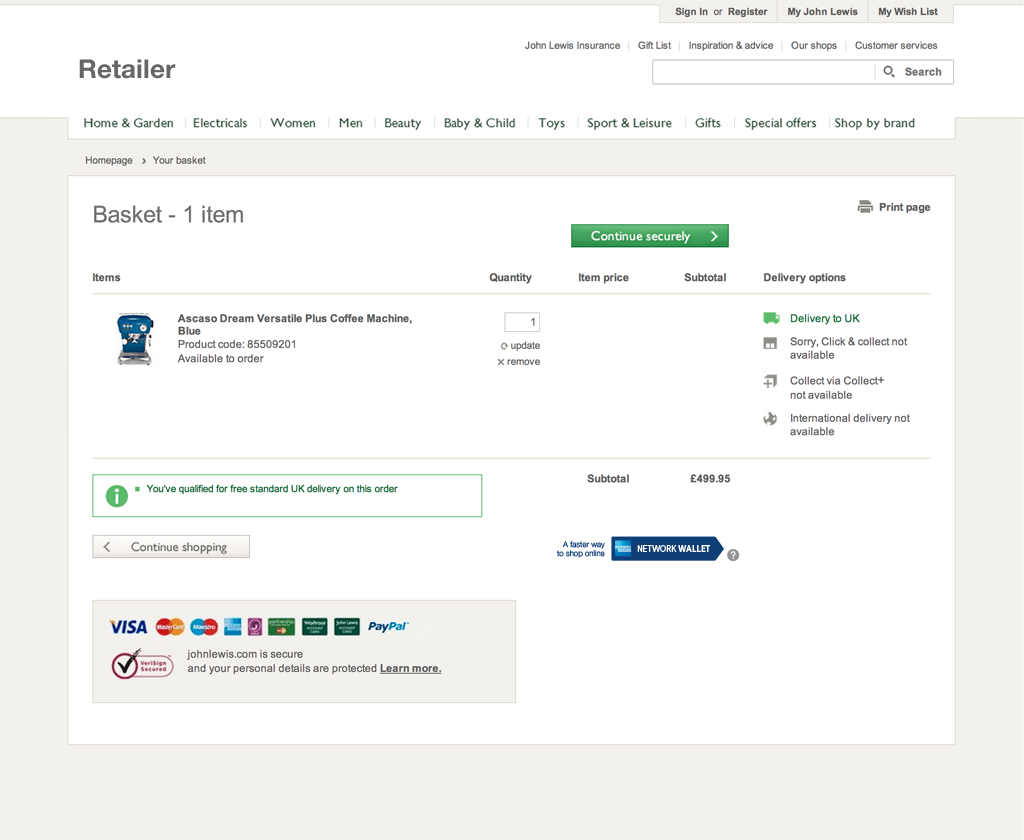 Sign In or Register My John Lewis My Wish List
John Lewis Insurance Gift List Inspiration & advice Our shops Customer services
Retailer
Search
Home & Garden Electricals Women Men Beauty Baby & Child Toys Sport & Leisure Gifts Special offers Shop by brand
Homepage › Your basket
Basket - 1 item
Print page
Continue securely
Items Quantity Item price Subtotal Delivery options
Ascaso Dream Versatile Plus Coffee Machine,
Blue
Product code: 85509201
Available to order
1
update
remove
Delivery to UK
Sorry, Click & collect not
available
Collect via Collect+
not available
International delivery not
available
You've qualified for free standard UK delivery on this order
Subtotal £499.95
Continue shopping
A faster way
to shop online
NETWORK WALLET
?
VISA MasterCard Maestro partnership Waitrose John Lewis PayPal
VeriSign
Secured
johnlewis.com is secure
and your personal details are protected Learn more.